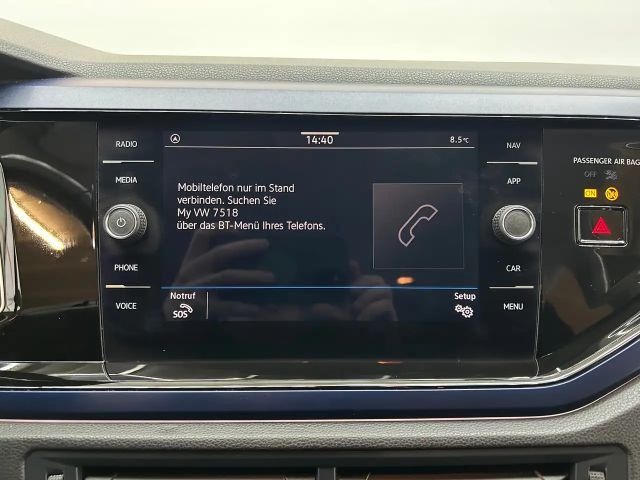 RADIO
MEDIA
PHONE
VOICE
14:40
8.5°C
Mobiltelefon nur im Stand
verbinden. Suchen Sie
My VW 7518
über das BT-Menü Ihres Telefons.
Notruf
SOS
Setup
NAV
APP
CAR
MENU
PASSENGER AIR BAG
OFF
ON